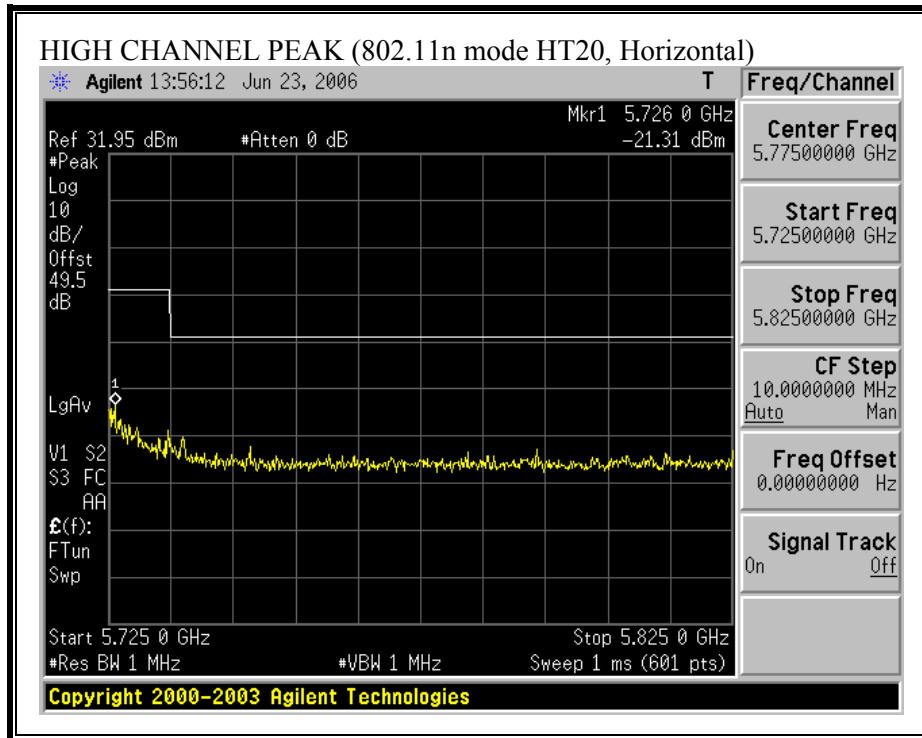 HIGH CHANNEL PEAK (802.11n mode HT20, Horizontal)
Agilent 13:56:12 Jun 23, 2006 T
Mkr1 5.726 0 GHz
Ref 31.95 dBm #Atten 0 dB -21.31 dBm
#Peak
Log
10
dB/
Offst
49.5
dB
1
LgAv
V1 S2
S3 FC
AA
£(f):
FTun
Swp
Start 5.725 0 GHz Stop 5.825 0 GHz
#Res BW 1 MHz #VBW 1 MHz Sweep 1 ms (601 pts)
Copyright 2000-2003 Agilent Technologies
Freq/Channel
Center Freq
5.77500000 GHz
Start Freq
5.72500000 GHz
Stop Freq
5.82500000 GHz
CF Step
10.0000000 MHz
Auto Man
Freq Offset
0.00000000 Hz
Signal Track
On Off